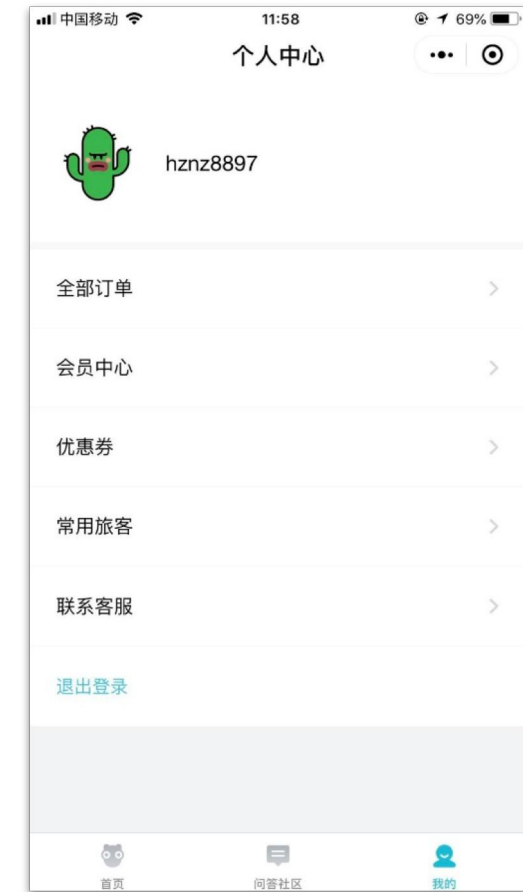 中国移动 11:58 69%
个人中心
hznz8897
全部订单
会员中心
优惠券
常用旅客
联系客服
退出登录
首页 问答社区 我的